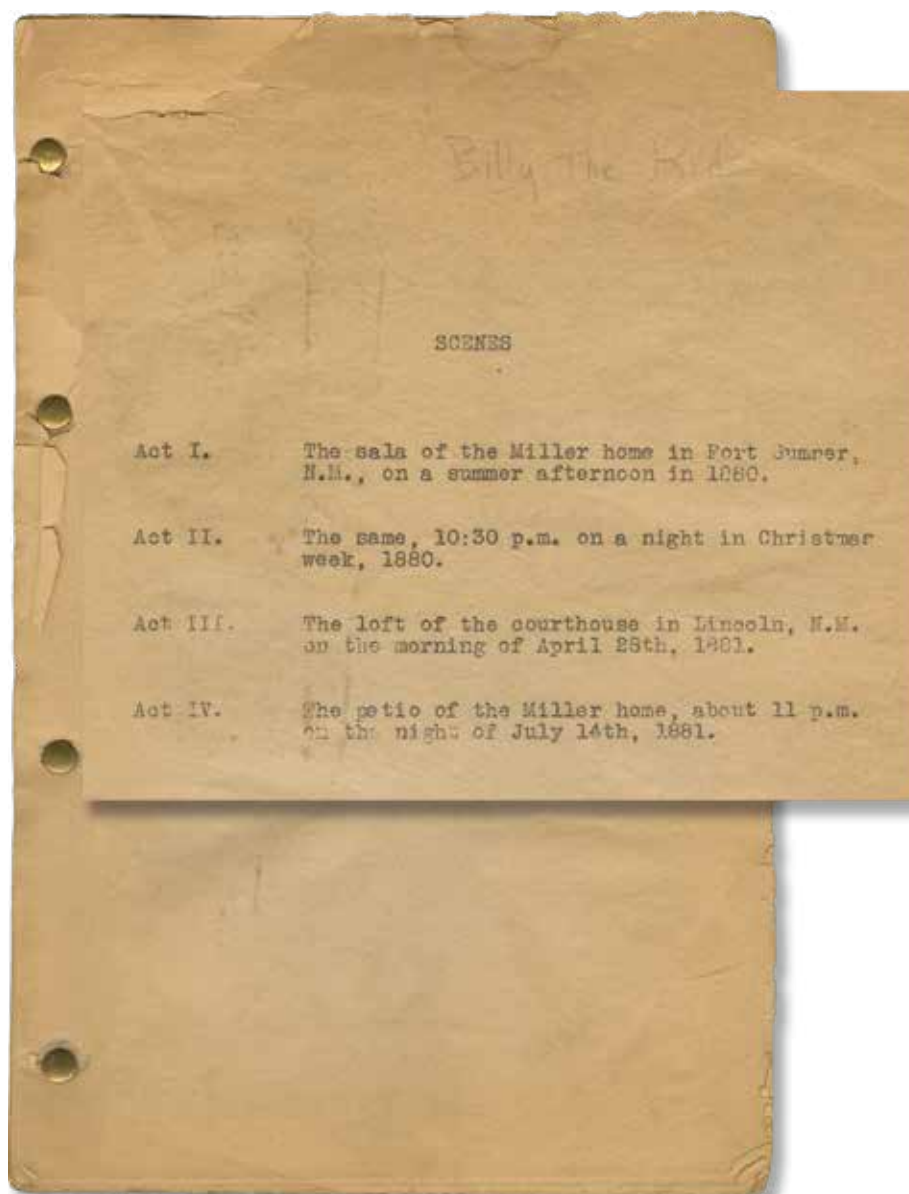 Billy The Kid
SCENES
Act I. The sala of the Miller home in Fort Sumner,
N.M., on a summer afternoon in 1880.
Act II. The same, 10:30 p.m. on a night in Christmas
week, 1880.
Act III. The loft of the courthouse in Lincoln, N.M.
on the morning of April 28th, 1881.
Act IV. The patio of the Miller home, about 11 p.m.
on the night of July 14th, 1881.